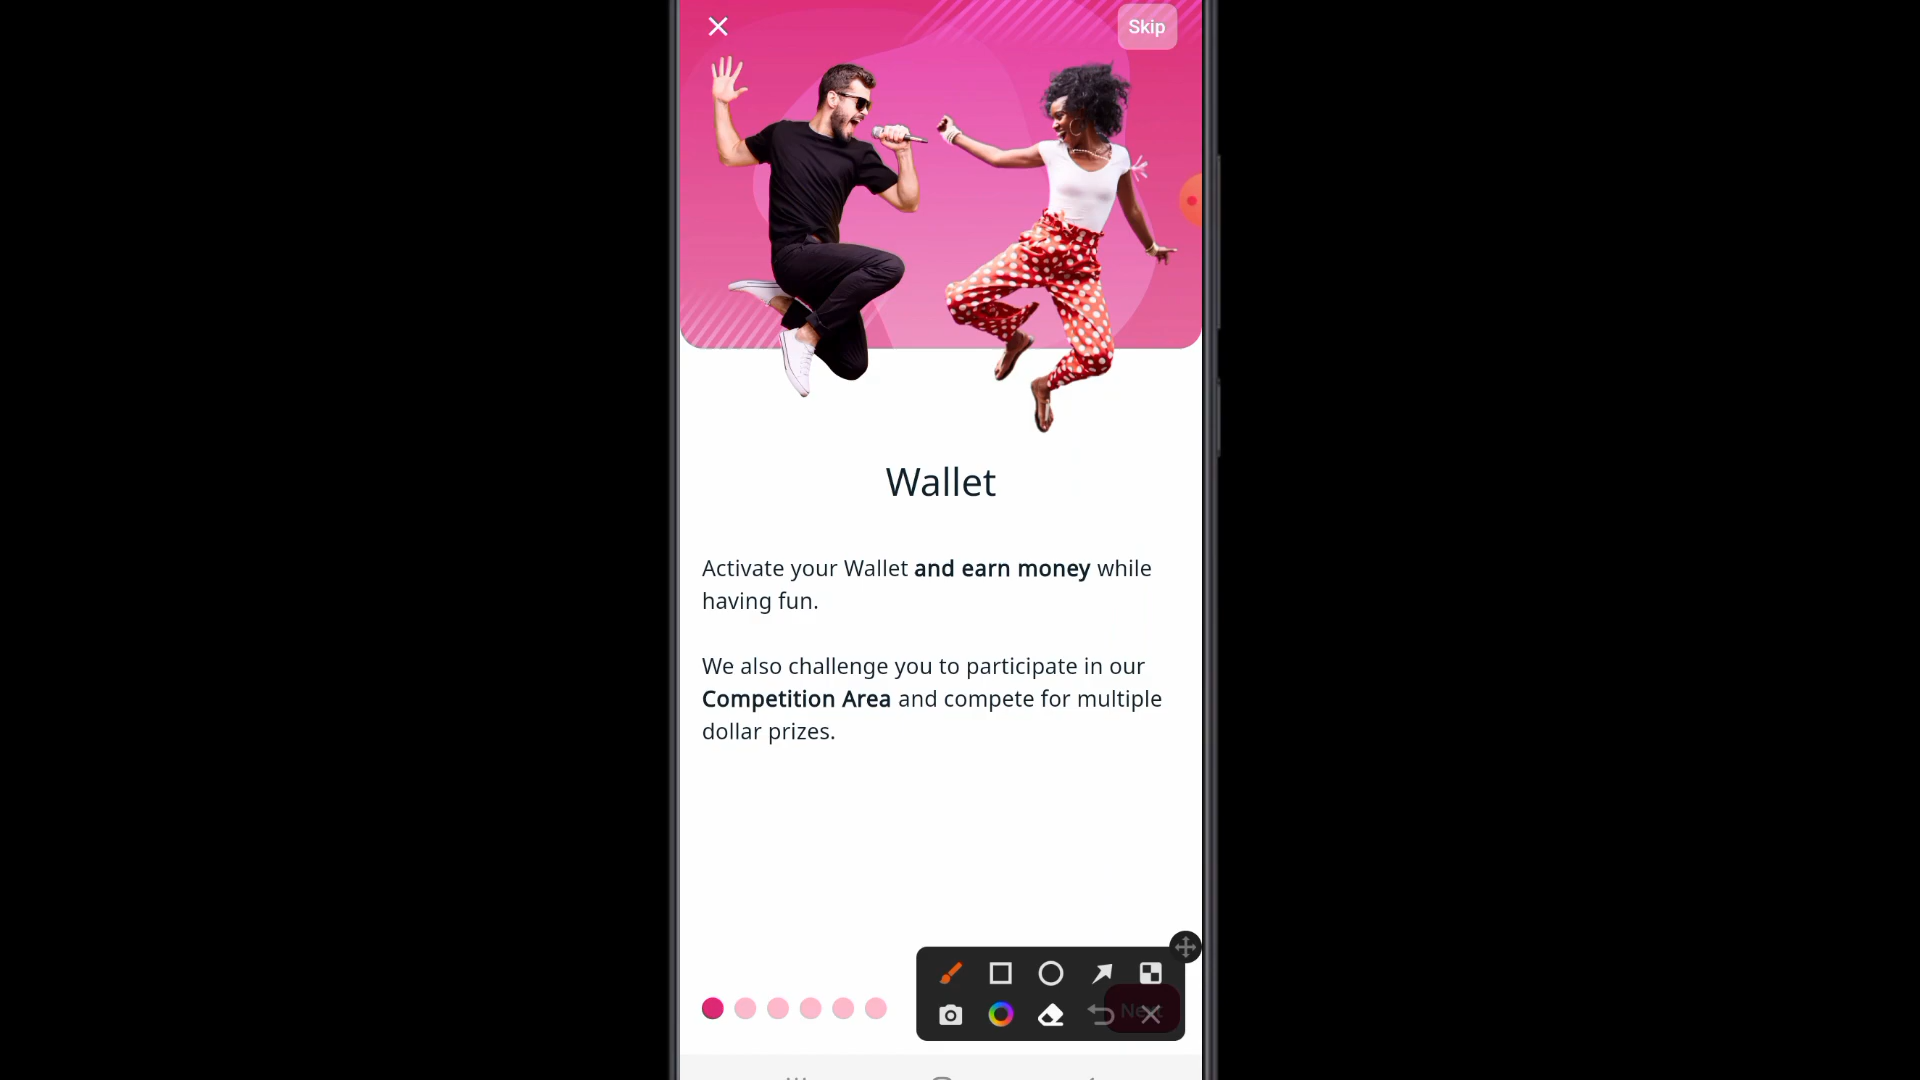 Skip
Wallet
Activate your Wallet and earn money while
having fun.
We also challenge you to participate in our
Competition Area and compete for multiple
dollar prizes.